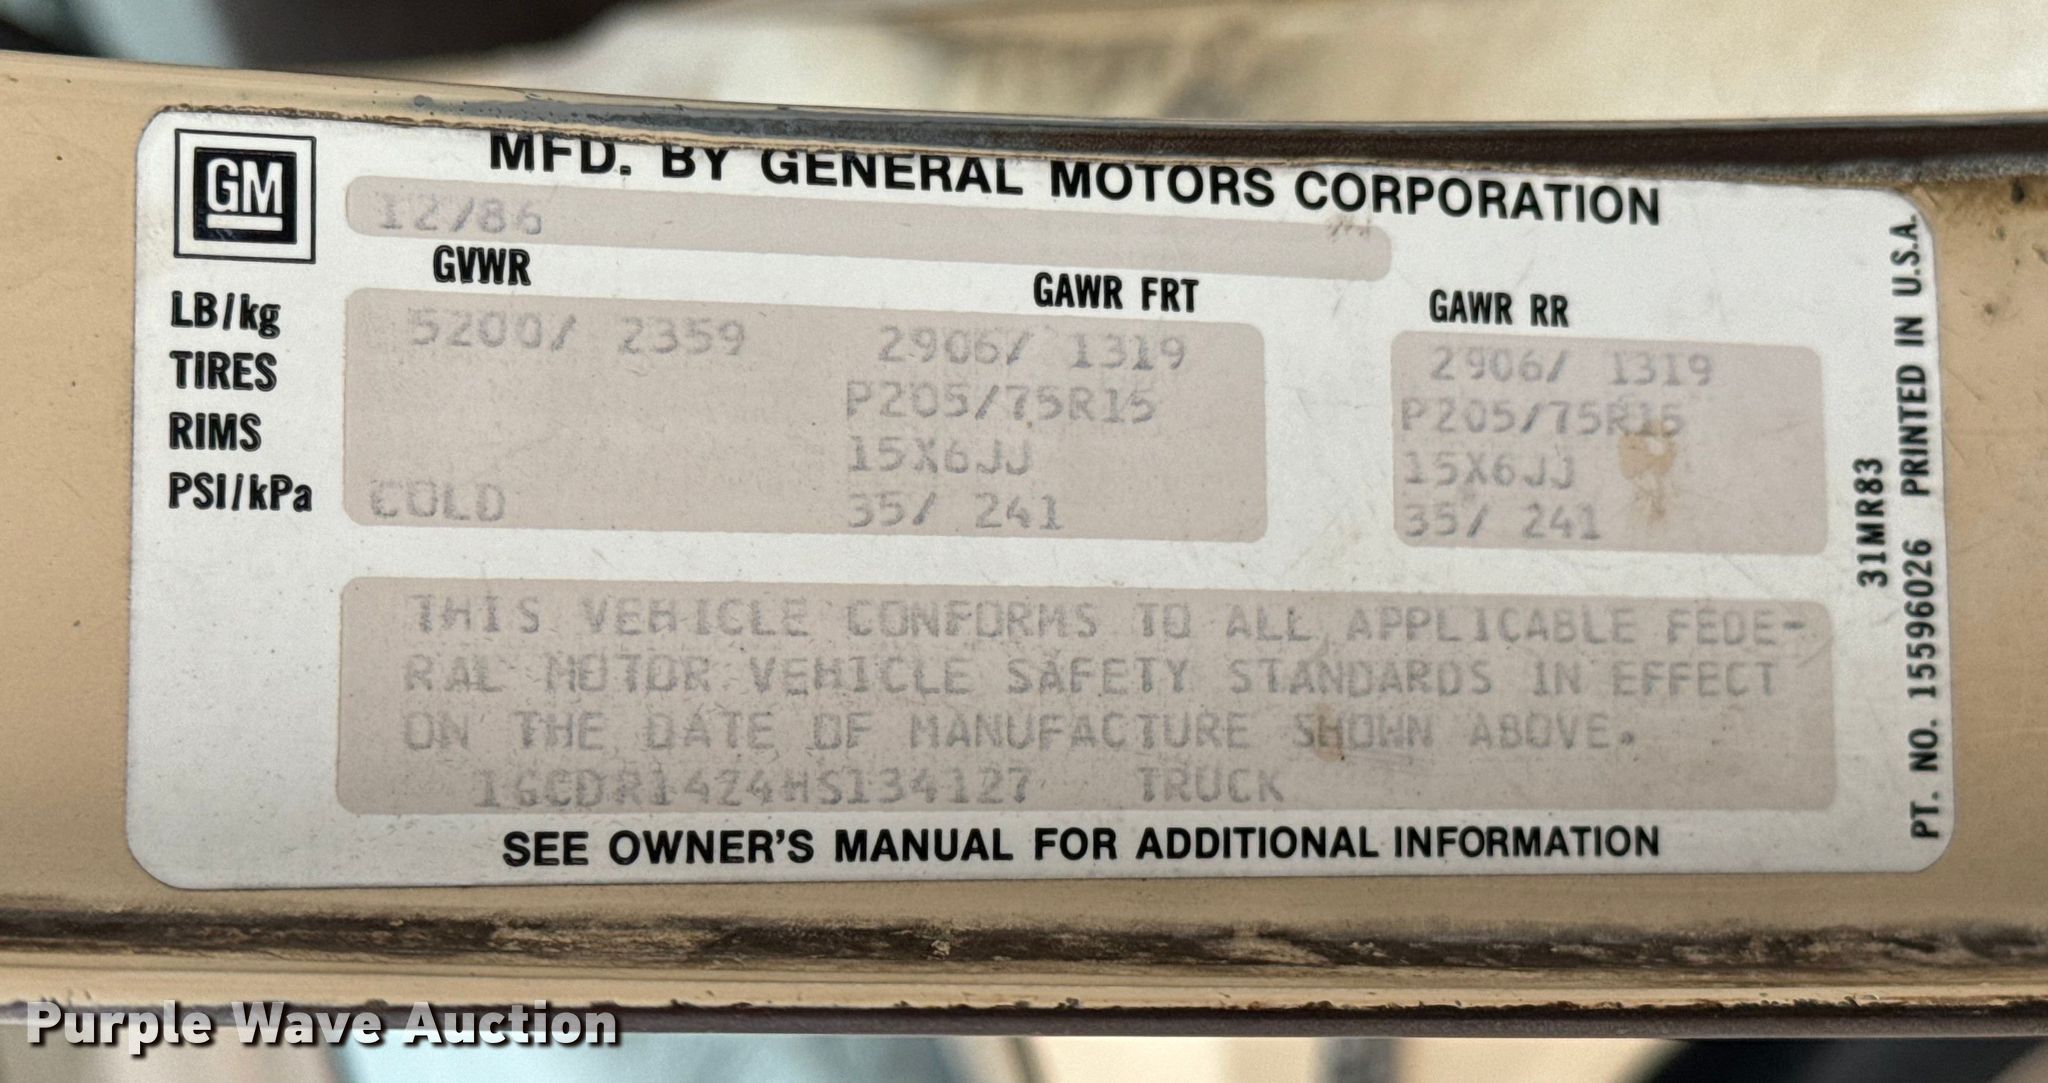 GM
MFD. BY GENERAL MOTORS CORPORATION
12/86
GVWR GAWR FRT GAWR RR
LB/kg 5200/ 2359 2906/ 1319 2906/ 1319
TIRES P205/75R15 P205/75R15
RIMS 15X6JJ 15X6JJ
PSI/kPa COLD 35/ 241 35/ 241
THIS VEHICLE CONFORMS TO ALL APPLICABLE FEDE-
RAL MOTOR VEHICLE SAFETY STANDARDS IN EFFECT
ON THE DATE OF MANUFACTURE SHOWN ABOVE.
1GCDR1424HS134127 TRUCK
SEE OWNER'S MANUAL FOR ADDITIONAL INFORMATION
31MR83
PT. NO. 15596026 PRINTED IN U.S.A.
Purple Wave Auction